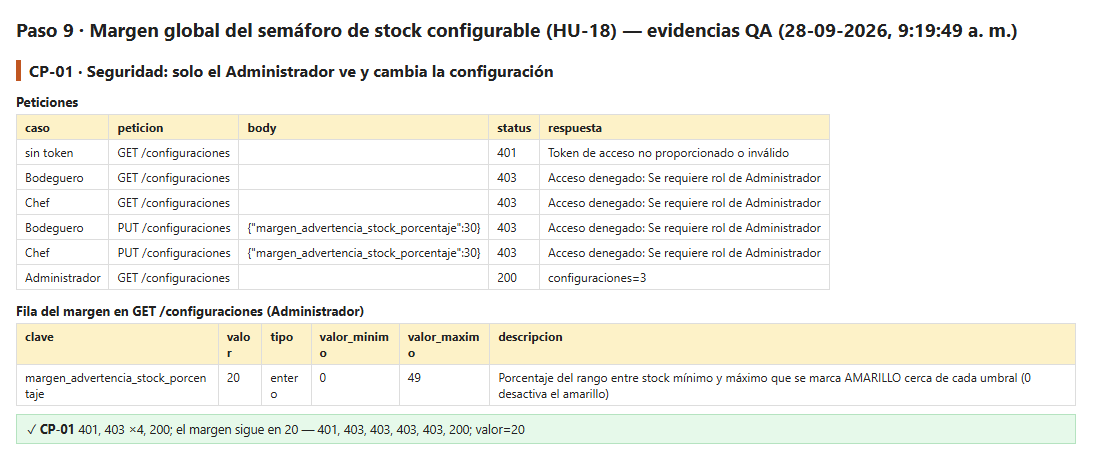 Paso 9 · Margen global del semáforo de stock configurable (HU-18) — evidencias QA (28-09-2026, 9:19:49 a. m.)
CP-01 · Seguridad: solo el Administrador ve y cambia la configuración
Peticiones
caso peticion body status respuesta
sin token GET /configuraciones 401 Token de acceso no proporcionado o inválido
Bodeguero GET /configuraciones 403 Acceso denegado: Se requiere rol de Administrador
Chef GET /configuraciones 403 Acceso denegado: Se requiere rol de Administrador
Bodeguero PUT /configuraciones {"margen_advertencia_stock_porcentaje":30} 403 Acceso denegado: Se requiere rol de Administrador
Chef PUT /configuraciones {"margen_advertencia_stock_porcentaje":30} 403 Acceso denegado: Se requiere rol de Administrador
Administrador GET /configuraciones 200 configuraciones=3
Fila del margen en GET /configuraciones (Administrador)
clave valo tipo valor_minim valor_maxim descripcion
r o o
margen_advertencia_stock_porcen 20 enter 0 49 Porcentaje del rango entre stock mínimo y máximo que se marca AMARILLO cerca de cada umbral (0
taje o desactiva el amarillo)
✓ CP-01 401, 403 ×4, 200; el margen sigue en 20 — 401, 403, 403, 403, 403, 200; valor=20